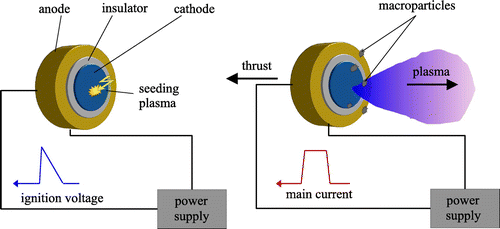 anode
insulator
cathode
seeding
plasma
ignition voltage
power
supply
macroparticles
thrust
plasma
main current
power
supply